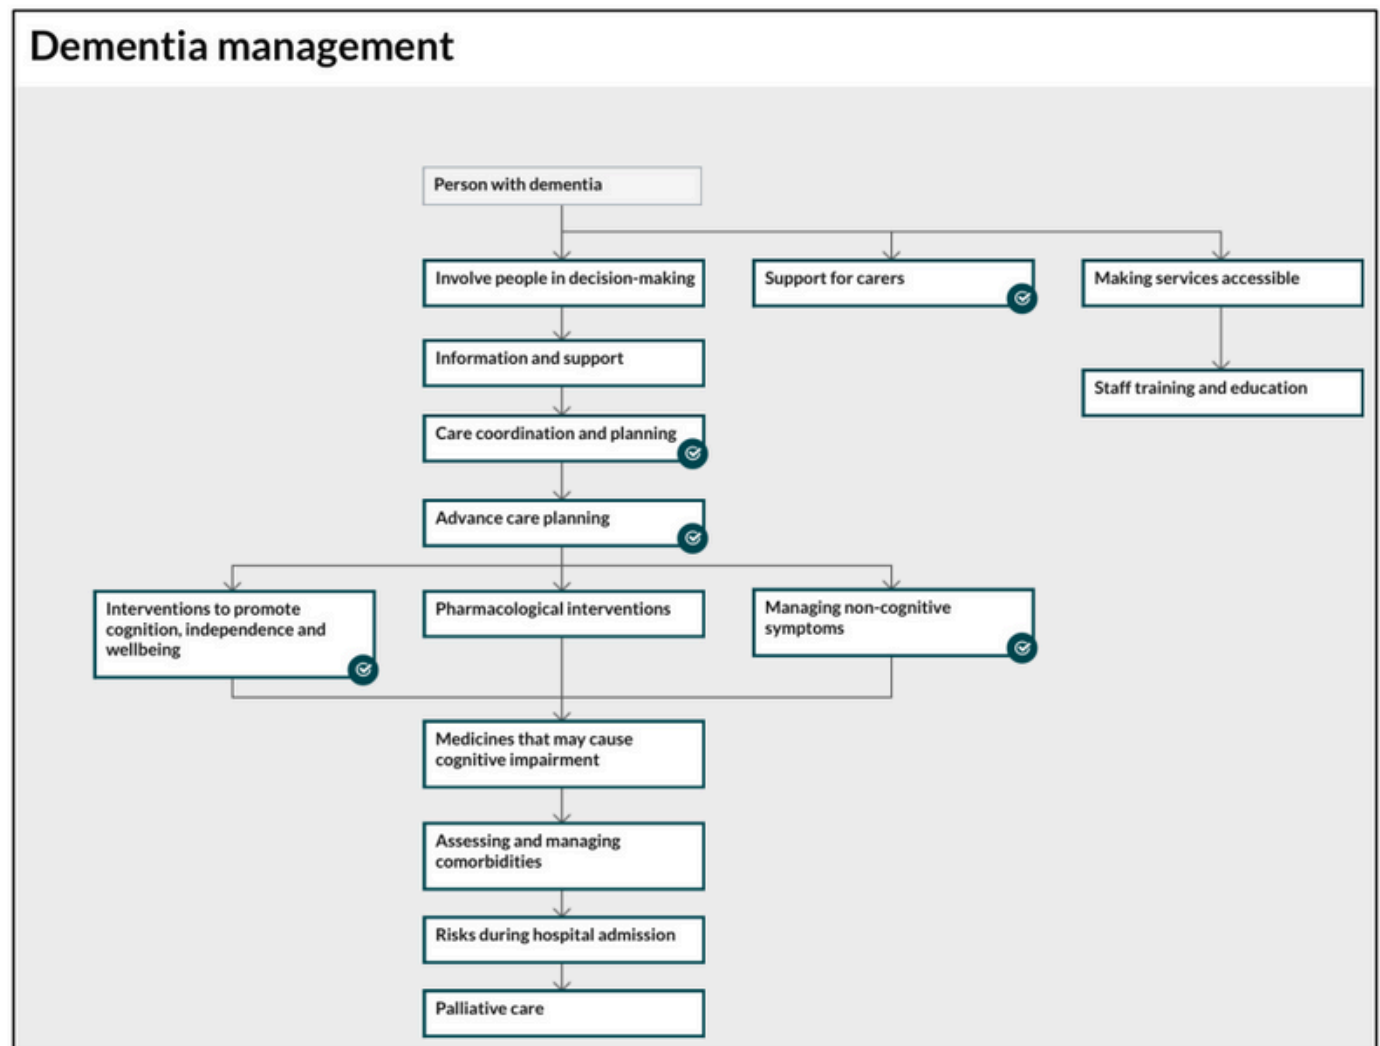 Dementia management
Person with dementia
Involve people in decision-making
Support for carers
Making services accessible
Information and support
Staff training and education
Care coordination and planning
Advance care planning
Interventions to promote
cognition, independence and
wellbeing
Pharmacological interventions
Managing non-cognitive
symptoms
Medicines that may cause
cognitive impairment
Assessing and managing
comorbidities
Risks during hospital admission
Palliative care